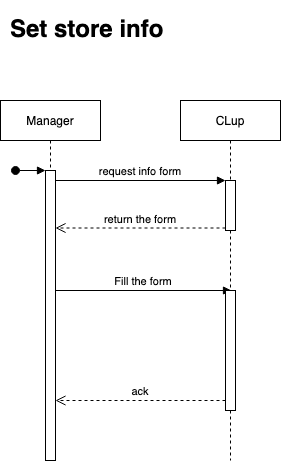 Set store info
Manager
CLup
request info form
return the form
Fill the form
ack